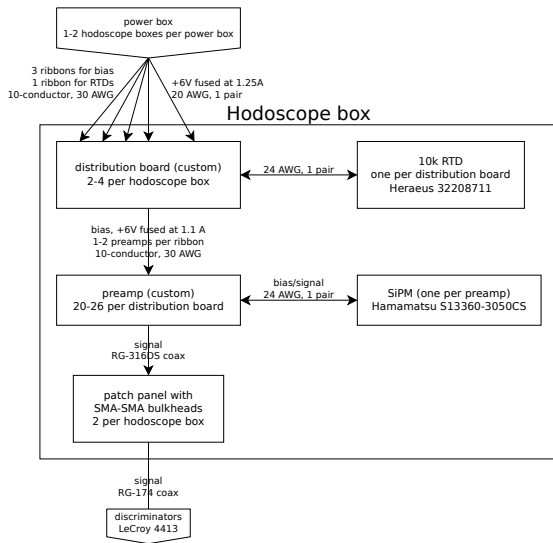 power box
1-2 hodoscope boxes per power box
3 ribbons for bias
1 ribbon for RTDs
10-conductor, 30 AWG
+6V fused at 1.25A
20 AWG, 1 pair
Hodoscope box
distribution board (custom)
2-4 per hodoscope box
24 AWG, 1 pair
10k RTD
one per distribution board
Heraeus 32208711
bias, +6V fused at 1.1 A
1-2 preamps per ribbon
10-conductor, 30 AWG
preamp (custom)
20-26 per distribution board
bias/signal
24 AWG, 1 pair
SiPM (one per preamp)
Hamamatsu S13360-3050CS
signal
RG-316DS coax
patch panel with
SMA-SMA bulkheads
2 per hodoscope box
signal
RG-174 coax
discriminators
LeCroy 4413